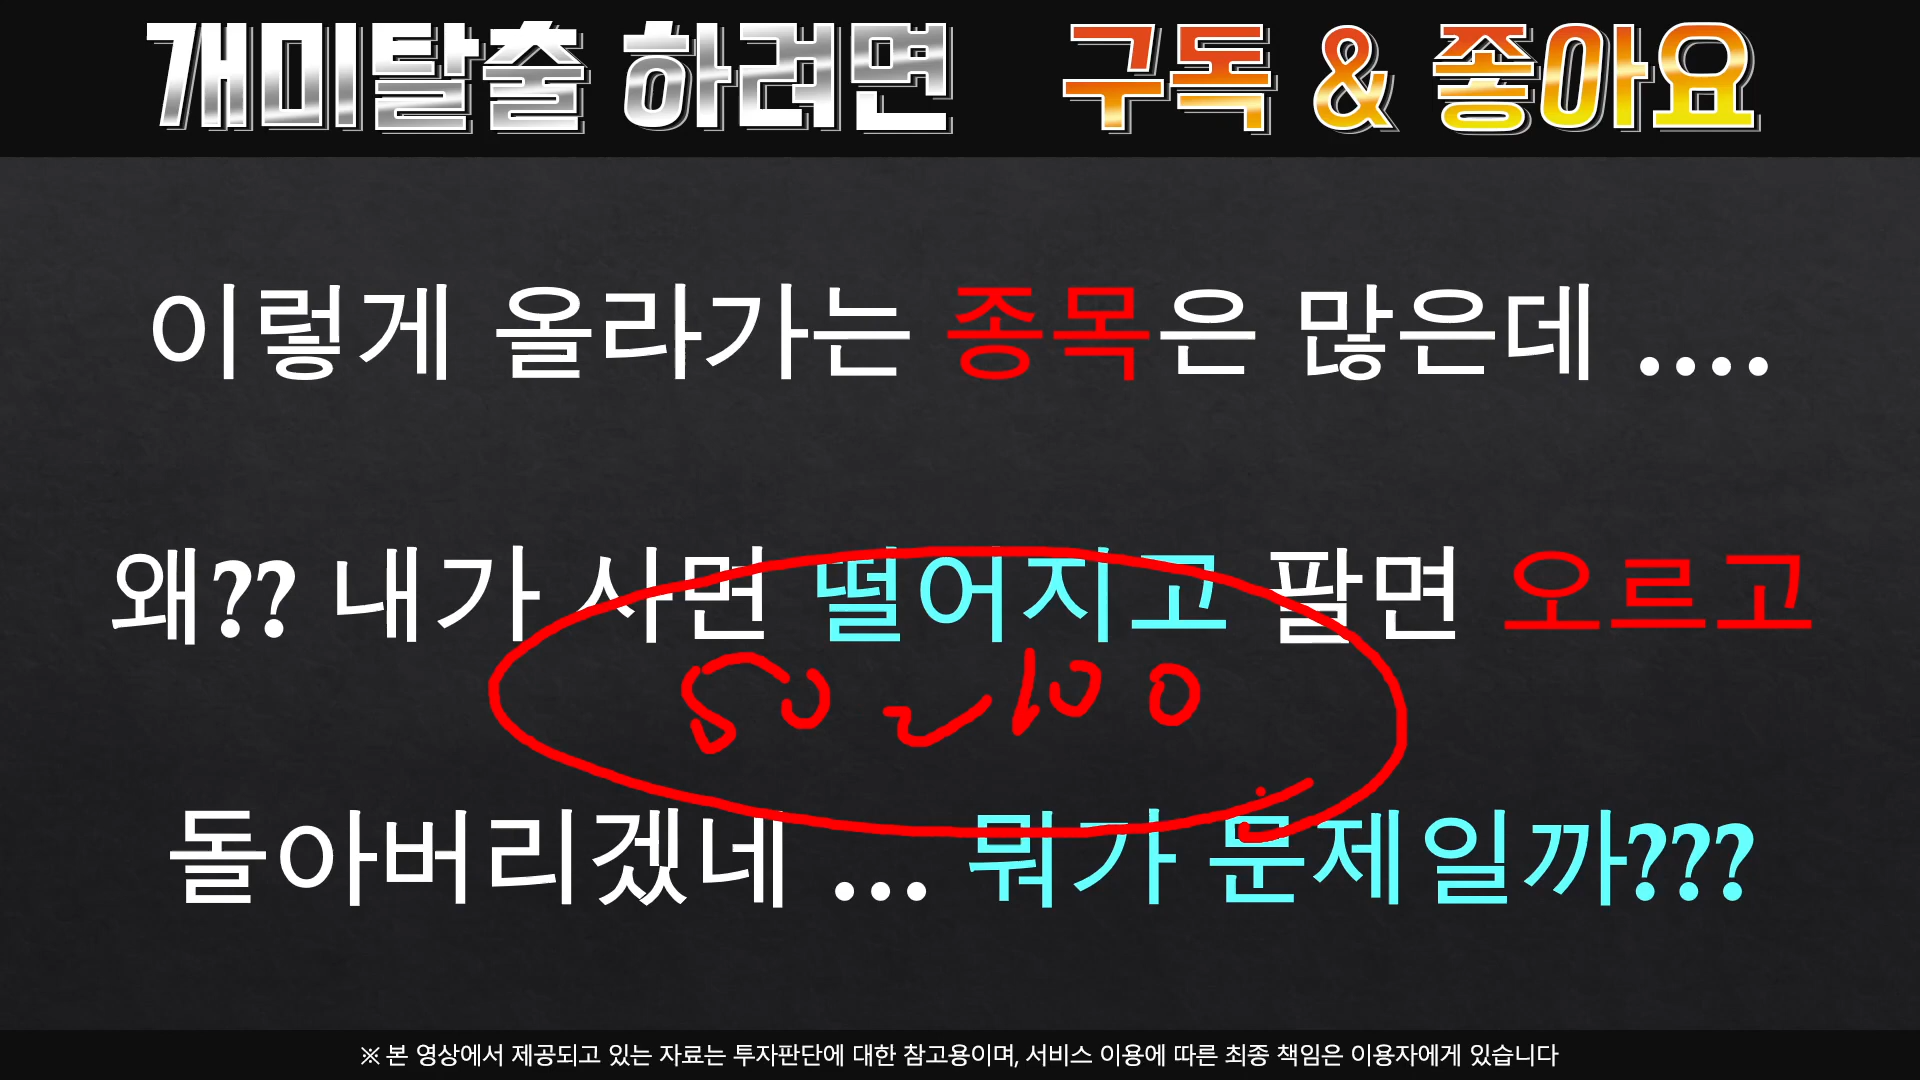 개미탈출 하려면 구독 & 좋아요
이렇게 올라가는 종목은 많은데 ....
왜?? 내가 사면 떨어지고 팔면 오르고
50 ~ 100
돌아버리겠네 ... 뭐가 문제일까???
※ 본 영상에서 제공되고 있는 자료는 투자판단에 대한 참고용이며, 서비스 이용에 따른 최종 책임은 이용자에게 있습니다